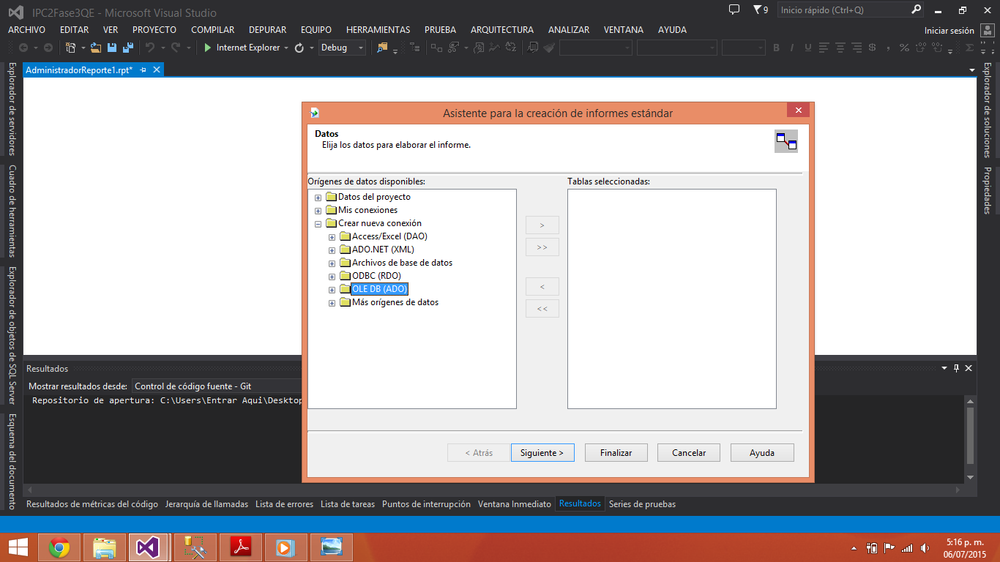 IPC2Fase3QE - Microsoft Visual Studio
9
Inicio rápido (Ctrl+Q)
ARCHIVO EDITAR VER PROYECTO COMPILAR DEPURAR EQUIPO HERRAMIENTAS PRUEBA ARQUITECTURA ANALIZAR VENTANA AYUDA
Iniciar sesión
Internet Explorer Debug
Explorador de servidores
Cuadro de herramientas
Explorador de objetos de SQL Server
Esquema del documento
AdministradorReporte1.rpt*
Explorador de soluciones
Propiedades
Asistente para la creación de informes estándar
Datos
Elija los datos para elaborar el informe.
Orígenes de datos disponibles:
Datos del proyecto
Mis conexiones
Crear nueva conexión
Access/Excel (DAO)
ADO.NET (XML)
Archivos de base de datos
ODBC (RDO)
OLE DB (ADO)
Más orígenes de datos
>
>>
<
<<
Tablas seleccionadas:
< Atrás Siguiente > Finalizar Cancelar Ayuda
Resultados
Mostrar resultados desde: Control de código fuente - Git
Repositorio de apertura: C:\Users\Entrar Aqui\Desktop
Resultados de métricas del código Jerarquía de llamadas Lista de errores Lista de tareas Puntos de interrupción Ventana Inmediato Resultados Series de pruebas
5:16 p. m.
06/07/2015